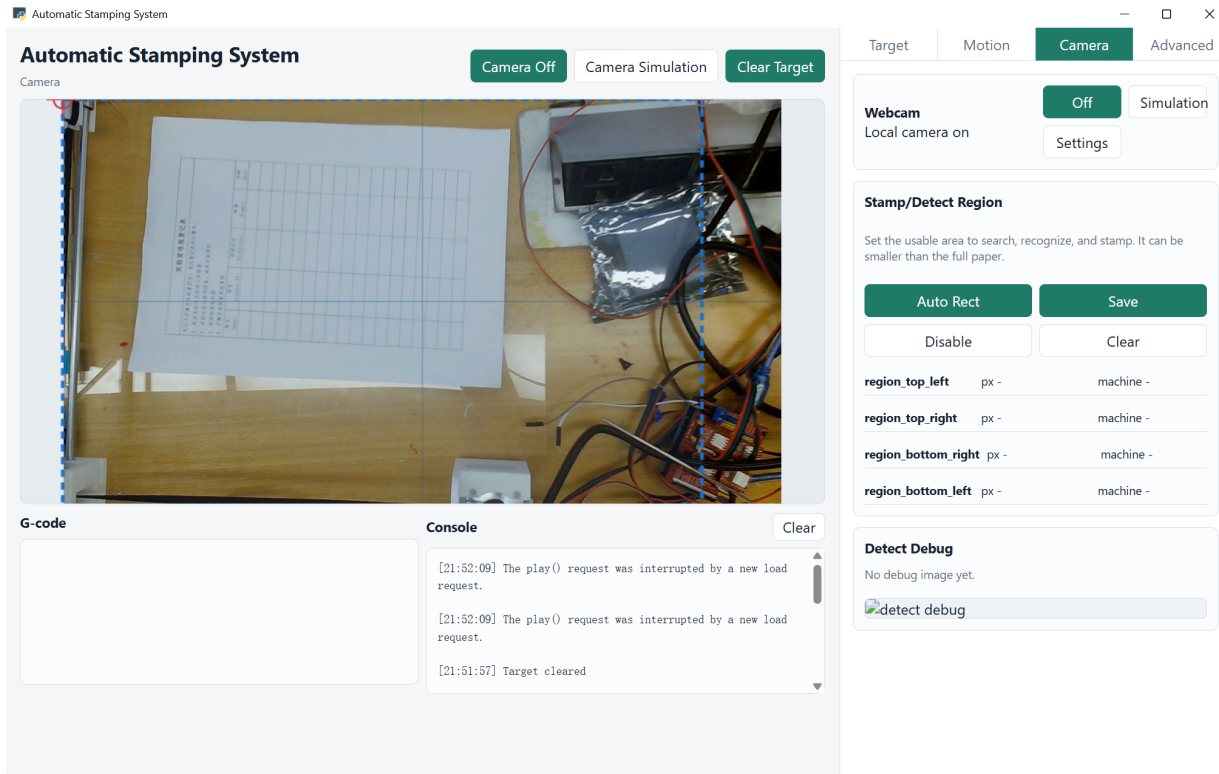 Automatic Stamping System
Automatic Stamping System
Camera
Camera Off
Camera Simulation
Clear Target
G-code
Console
Clear
[21:52:09] The play() request was interrupted by a new load
request.
[21:52:09] The play() request was interrupted by a new load
request.
[21:51:57] Target cleared
Target
Motion
Camera
Advanced
Webcam
Local camera on
Off
Simulation
Settings
Stamp/Detect Region
Set the usable area to search, recognize, and stamp. It can be
smaller than the full paper.
Auto Rect
Save
Disable
Clear
region_top_left px - machine -
region_top_right px - machine -
region_bottom_right px - machine -
region_bottom_left px - machine -
Detect Debug
No debug image yet.
detect debug